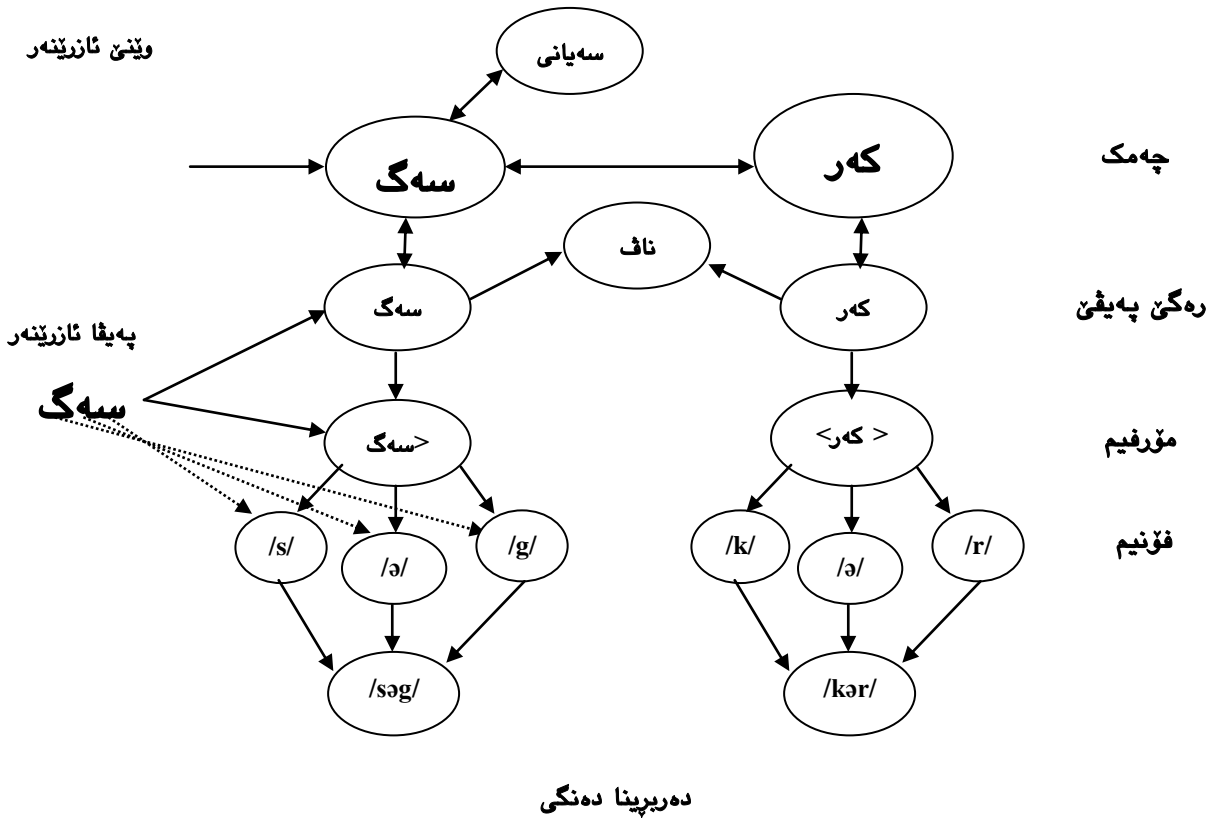 وێنێ ئازرێنەر
سەیانی
سەگ
کەر
چەمک
ناڤ
سەگ
کەر
رەگێ پەیڤێ
پەیڤا ئازرێنەر
سەگ
سەگ>
< کەر>
مۆرفیم
/s/
/ə/
/g/
/k/
/ə/
/r/
فۆنیم
/səg/
/kər/
دەربڕینا دەنگی